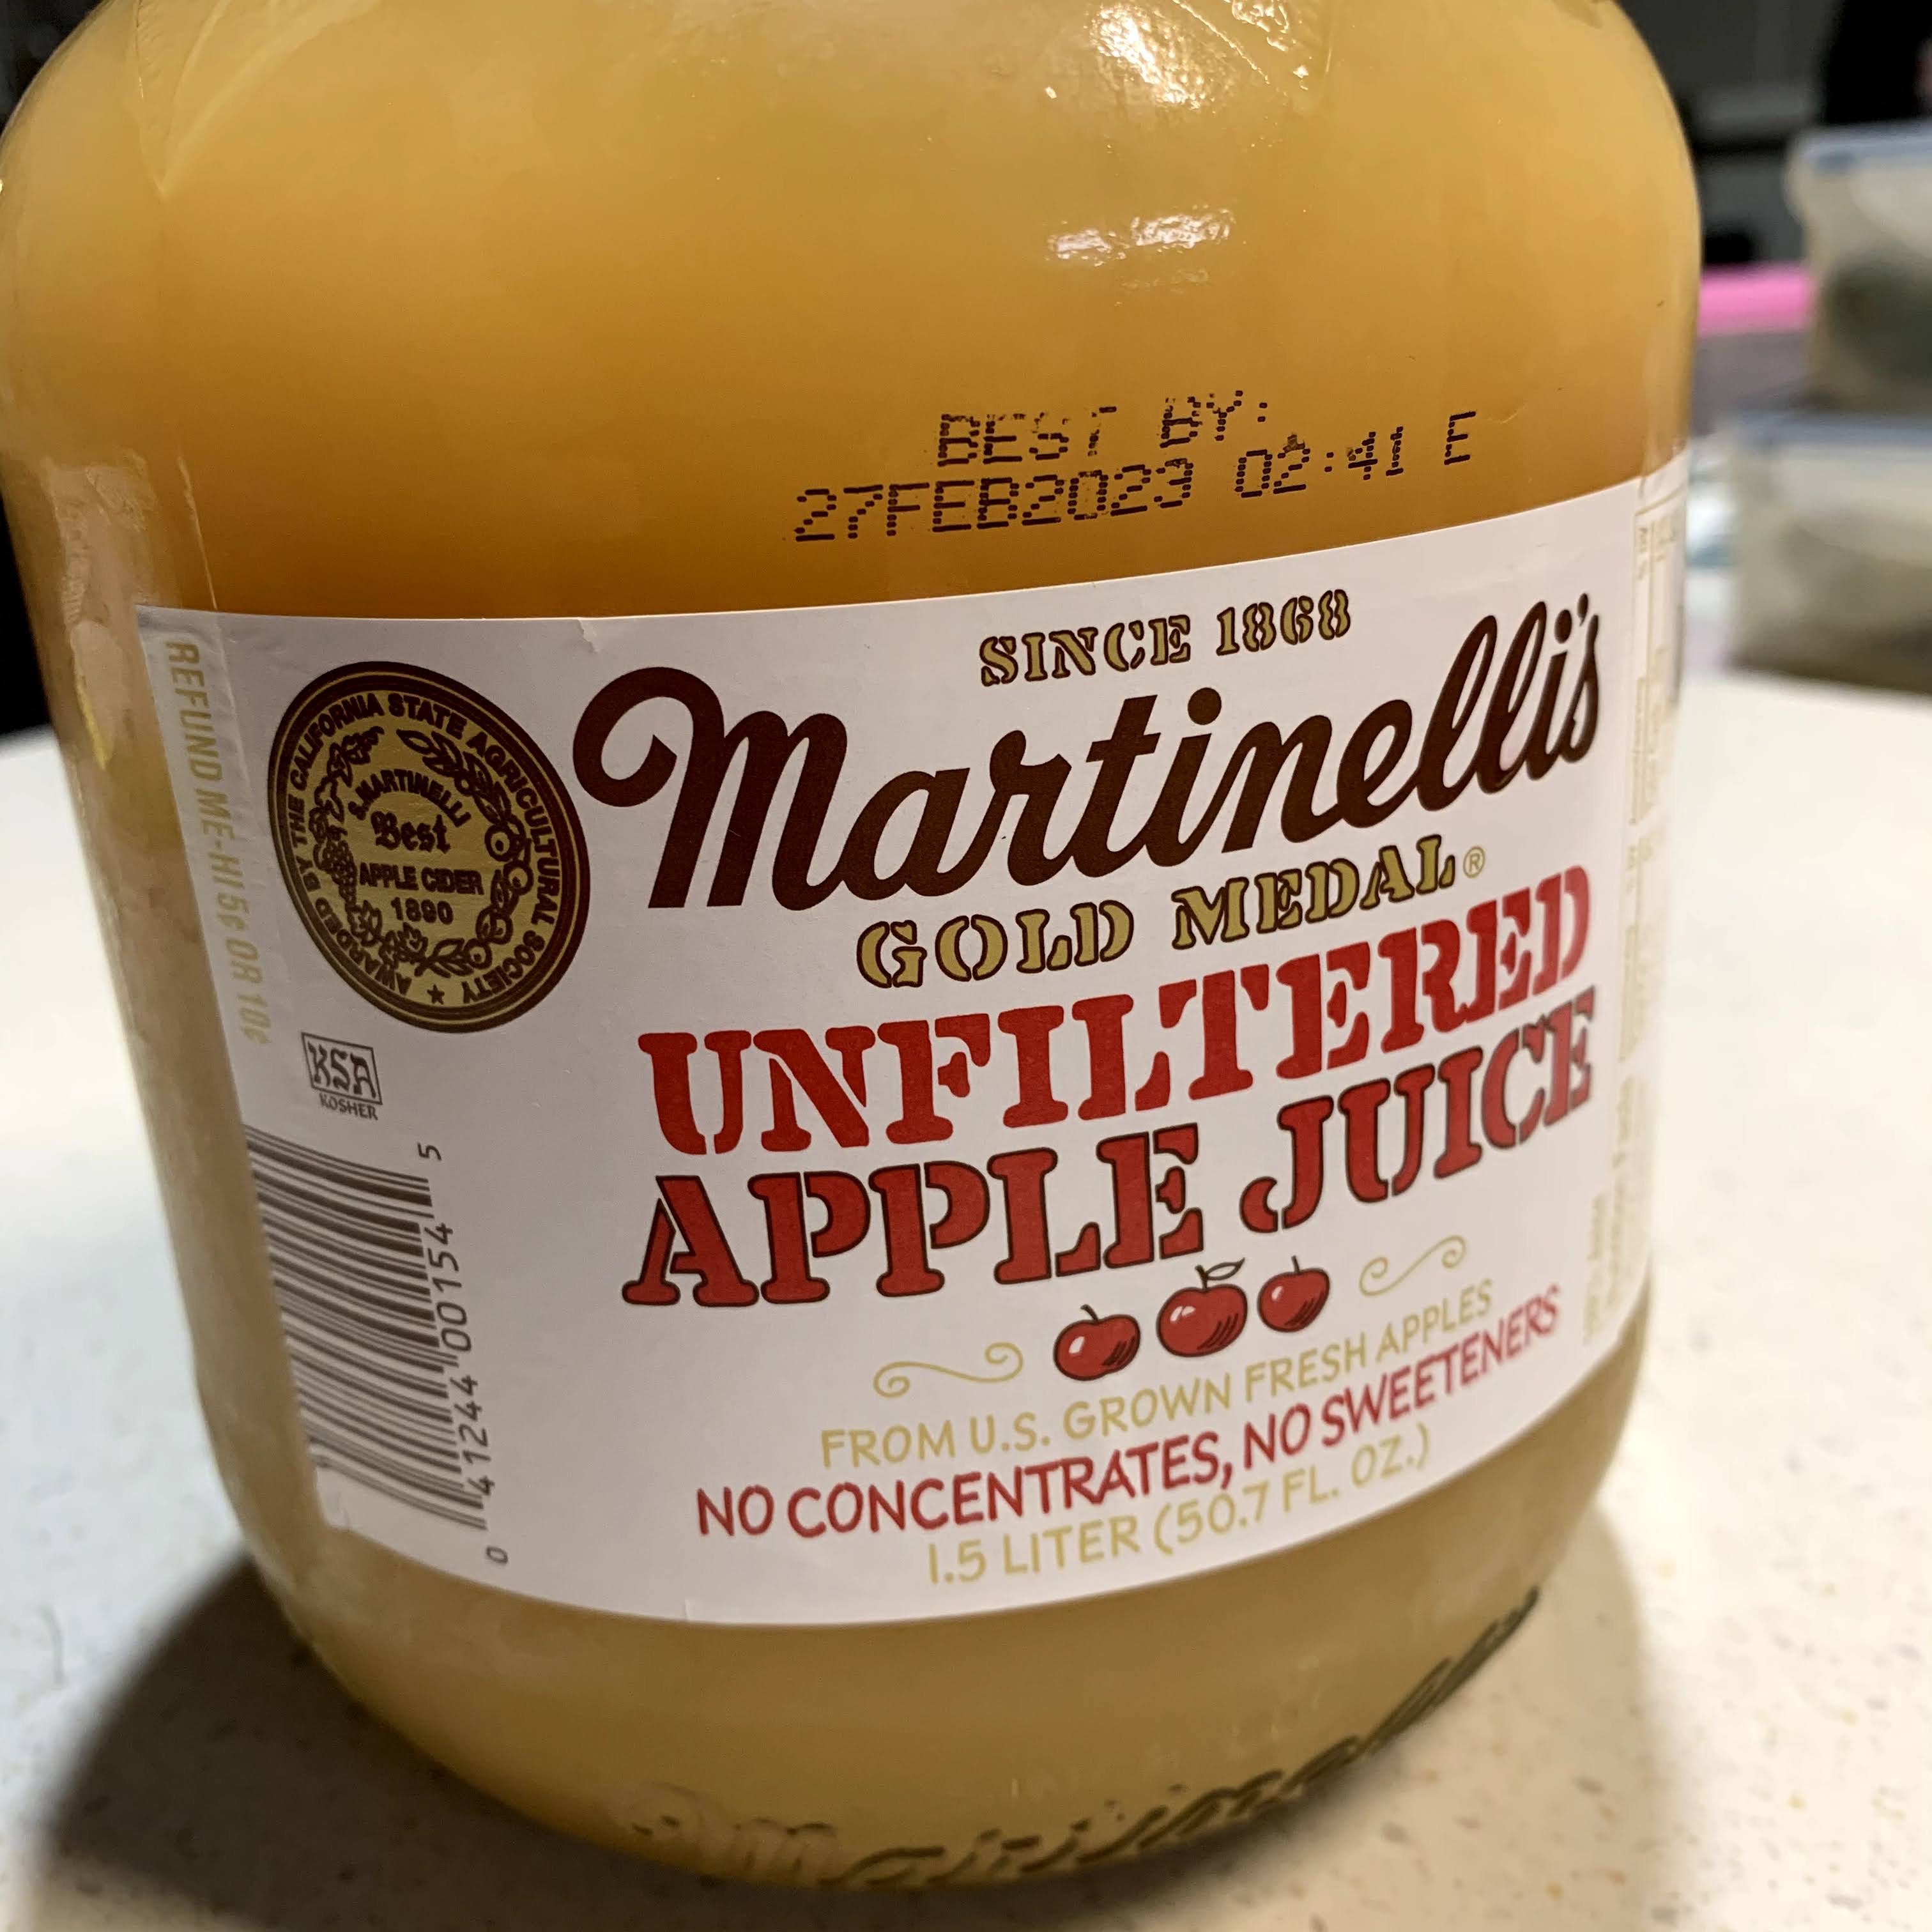 BEST BY:
27FEB2023 02:41 F
REFUND ME-HI 5¢ OR 10¢
AWARDED BY THE CALIFORNIA STATE AGRICULTURAL SOCIETY
S. MARTINELLI
Best
APPLE CIDER
1890
SINCE 1868
Martinelli's
GOLD MEDAL®
UNFILTERED
APPLE JUICE
KSA
KOSHER
0 41244 00154 5
FROM U.S. GROWN FRESH APPLES
NO CONCENTRATES, NO SWEETENERS
1.5 LITER (50.7 FL. OZ.)
Martinelli's